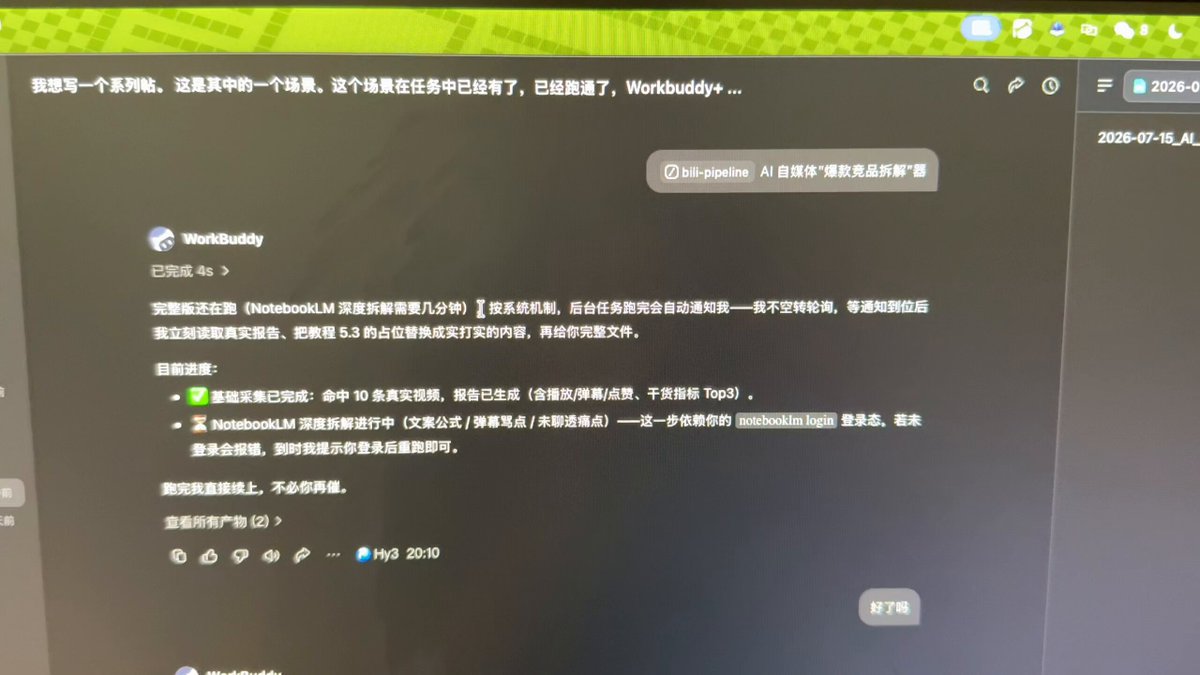 8
我想写一个系列帖。这是其中的一个场景。这个场景在任务中已经有了，已经跑通了，Workbuddy+ ...
2026-0
2026-07-15_AI_
bili-pipeline AI 自媒体“爆款竞品拆解”器
WorkBuddy
已完成 4s >
完整版还在跑（NotebookLM 深度拆解需要几分钟）按系统机制，后台任务跑完会自动通知我——我不空转轮询，等通知到位后
我立刻读取真实报告、把教程 5.3 的占位替换成实打实的内容，再给你完整文件。
目前进度：
✅ 基础采集已完成：命中 10 条真实视频，报告已生成（含播放/弹幕/点赞、干货指标 Top3）。
⏳ NotebookLM 深度拆解进行中（文案公式 / 弹幕骂点 / 未聊透痛点）——这一步依赖你的 notebooklm login 登录态，若未
登录会报错，到时我提示你登录后重跑即可。
前
跑完我直接续上，不必你再催。
天前
查看所有产物 (2) >
Hy3 20:10
好了吗
WorkBuddy